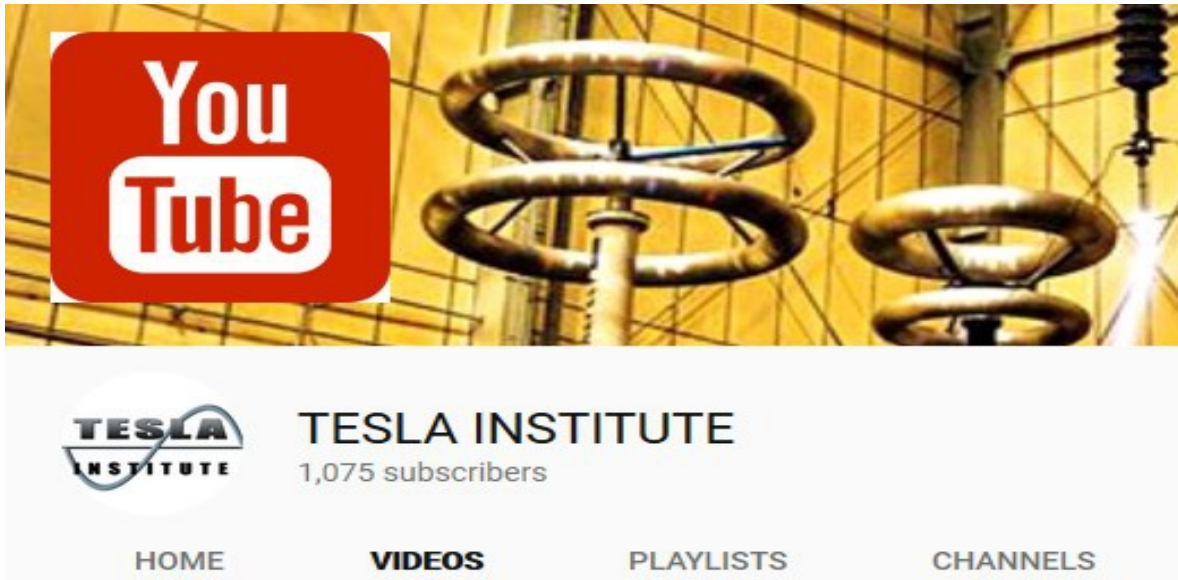 You
Tube
TESLA
INSTITUTE
TESLA INSTITUTE
1,075 subscribers
HOME VIDEOS PLAYLISTS CHANNELS